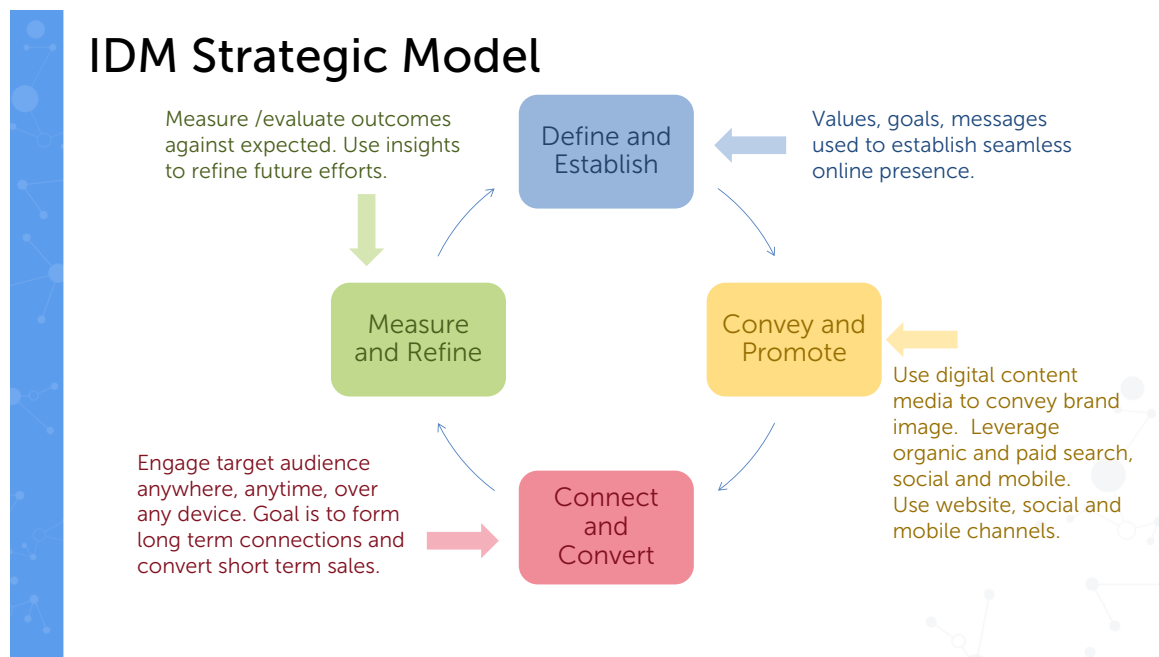 IDM Strategic Model
Measure /evaluate outcomes
against expected. Use insights
to refine future efforts.
Define and
Establish
Values, goals, messages
used to establish seamless
online presence.
Measure
and Refine
Convey and
Promote
Use digital content
media to convey brand
image.  Leverage
organic and paid search,
social and mobile.
Use website, social and
mobile channels.
Engage target audience
anywhere, anytime, over
any device. Goal is to form
long term connections and
convert short term sales.
Connect
and
Convert